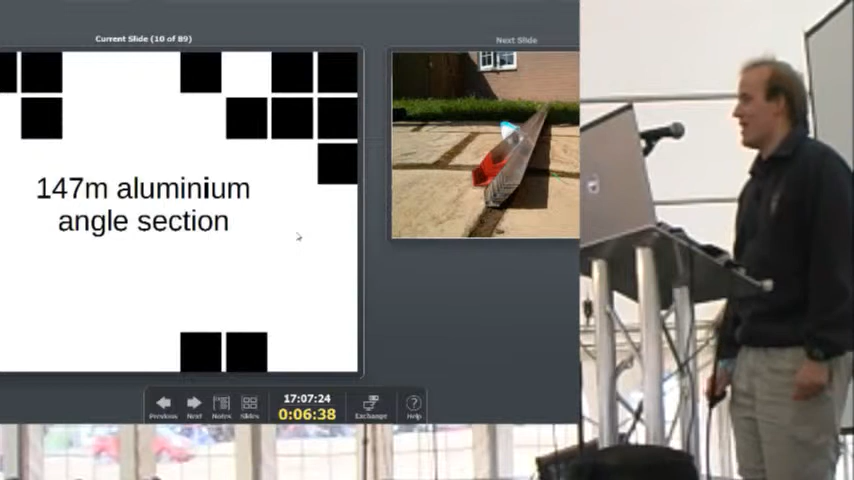 Current Slide (10 of 89)
Next Slide
147m aluminium
angle section
17:07:24
0:06:38
Previous
Next
Notes
Slides
Exchange
Help